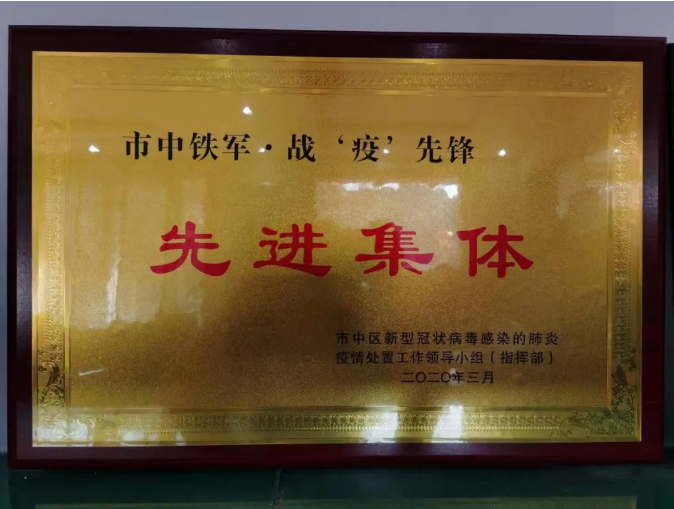 市中铁军·战‘疫’先锋
先进集体
市中区新型冠状病毒感染的肺炎
疫情处置工作领导小组(指挥部)
二〇二〇年三月